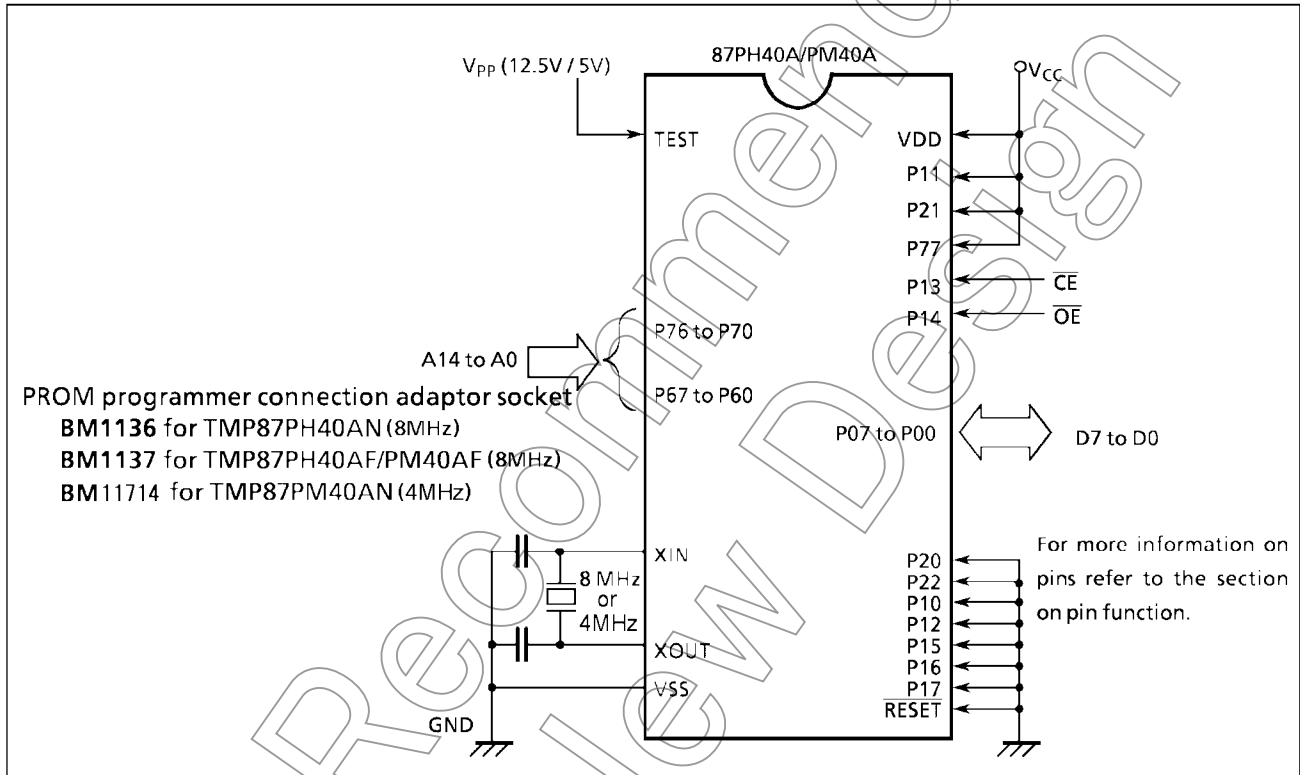 87PH40A/PM40A
VPP (12.5V / 5V)
VCC
TEST
VDD
P11
P21
P77
P13
CE
P14
OE
P76 to P70
A14 to A0
P67 to P60
PROM programmer connection adaptor socket
BM1136 for TMP87PH40AN (8MHz)
BM1137 for TMP87PH40AF/PM40AF (8MHz)
BM11714 for TMP87PM40AN (4MHz)
P07 to P00
D7 to D0
XIN
8 MHz
or
4MHz
XOUT
VSS
GND
P20
P22
P10
P12
P15
P16
P17
RESET
For more information on
pins refer to the section
on pin function.
Recommen
ew Design